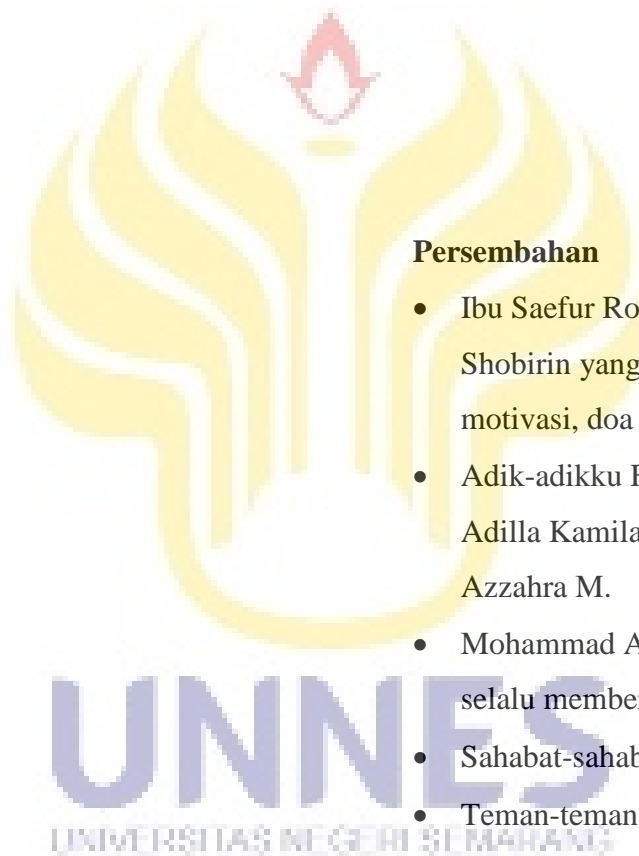 Persembahan
• Ibu Saefur Ro
Shobirin yang
motivasi, doa
• Adik-adikku
Adilla Kamila
Azzahra M.
• Mohammad A
selalu member
• Sahabat-sahab
• Teman-teman
UNNES
UNIVERSITAS NEGERI SEMARANG